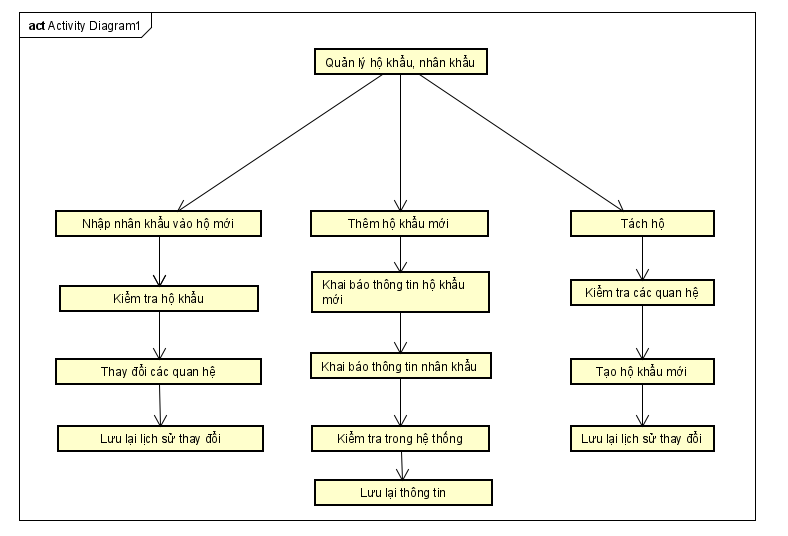 act Activity Diagram1
Quản lý hộ khẩu, nhân khẩu
Nhập nhân khẩu vào hộ mới
Thêm hộ khẩu mới
Tách hộ
Kiểm tra hộ khẩu
Khai báo thông tin hộ khẩu
mới
Kiểm tra các quan hệ
Thay đổi các quan hệ
Khai báo thông tin nhân khẩu
Tạo hộ khẩu mới
Lưu lại lịch sử thay đổi
Kiểm tra trong hệ thống
Lưu lại lịch sử thay đổi
Lưu lại thông tin